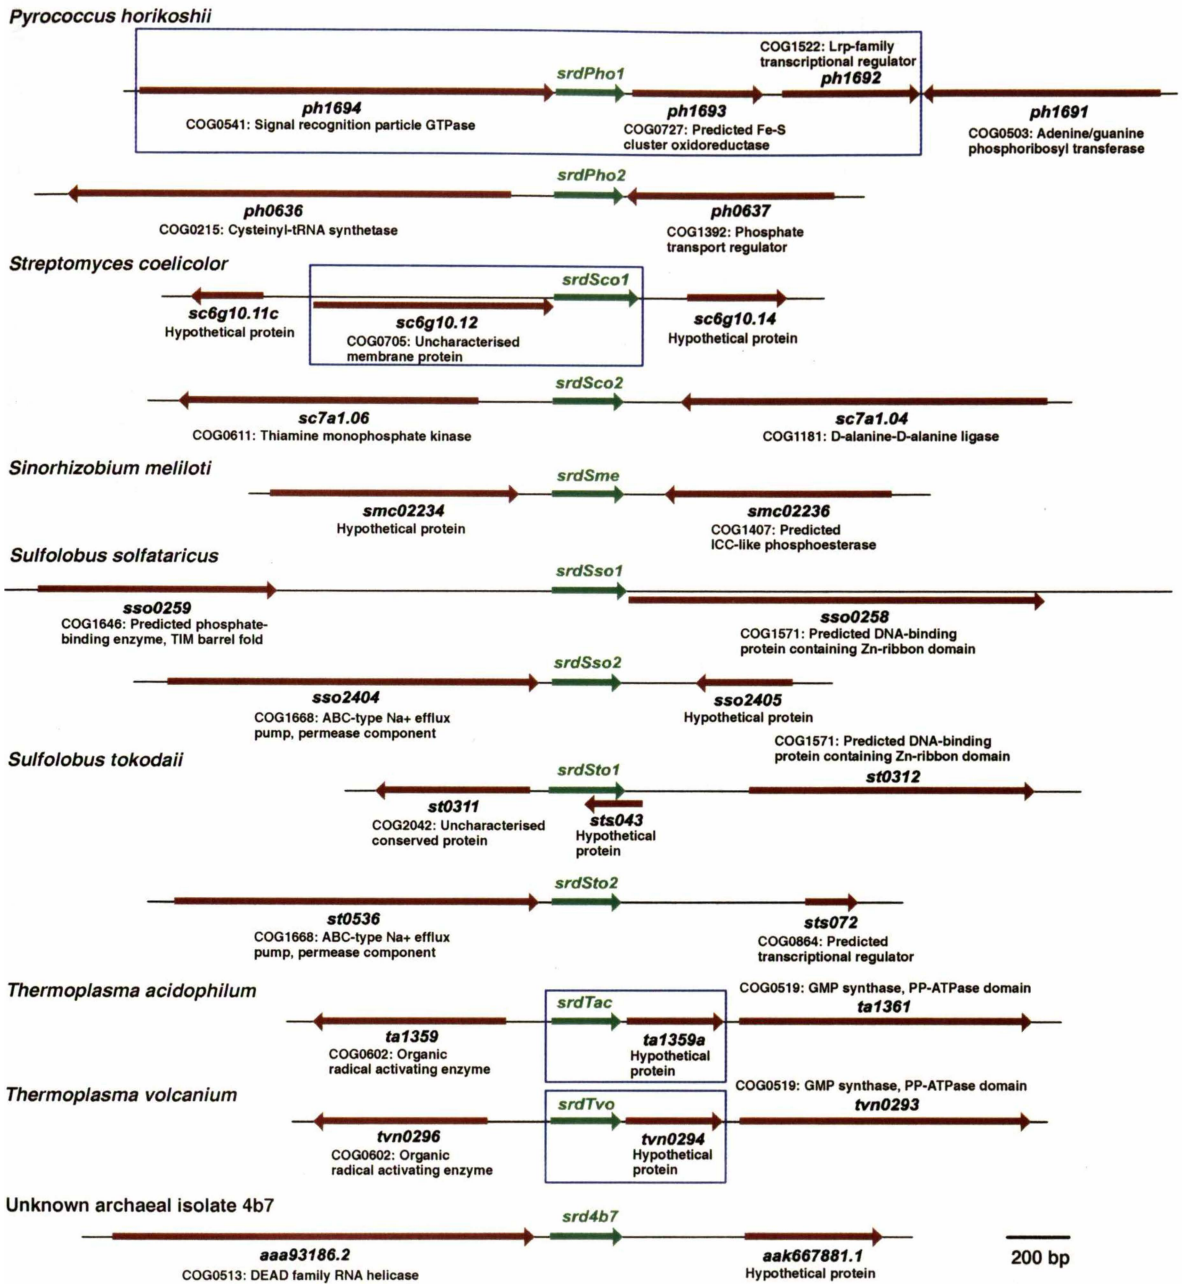 Pyrococcus horikoshii
COG1522: Lrp-family
transcriptional regulator
srdPho1
ph1692
ph1694
ph1693
ph1691
COG0541: Signal recognition particle GTPase
COG0727: Predicted Fe-S
cluster oxidoreductase
COG0503: Adenine/guanine
phosphoribosyl transferase
srdPho2
ph0636
ph0637
COG0215: Cysteinyl-tRNA synthetase
COG1392: Phosphate
transport regulator
Streptomyces coelicolor
srdSco1
sc6g10.11c
Hypothetical protein
sc6g10.12
COG0705: Uncharacterised
membrane protein
sc6g10.14
Hypothetical protein
srdSco2
sc7a1.06
COG0611: Thiamine monophosphate kinase
sc7a1.04
COG1181: D-alanine-D-alanine ligase
Sinorhizobium meliloti
srdSme
smc02234
Hypothetical protein
smc02236
COG1407: Predicted
ICC-like phosphoesterase
Sulfolobus solfataricus
srdSso1
sso0259
COG1646: Predicted phosphate-
binding enzyme, TIM barrel fold
sso0258
COG1571: Predicted DNA-binding
protein containing Zn-ribbon domain
srdSso2
sso2404
COG1668: ABC-type Na+ efflux
pump, permease component
sso2405
Hypothetical protein
Sulfolobus tokodaii
COG1571: Predicted DNA-binding
protein containing Zn-ribbon domain
srdSto1
st0312
st0311
COG2042: Uncharacterised
conserved protein
sts043
Hypothetical
protein
srdSto2
st0536
COG1668: ABC-type Na+ efflux
pump, permease component
sts072
COG0864: Predicted
transcriptional regulator
Thermoplasma acidophilum
COG0519: GMP synthase, PP-ATPase domain
srdTac
ta1361
ta1359
COG0602: Organic
radical activating enzyme
ta1359a
Hypothetical
protein
Thermoplasma volcanium
COG0519: GMP synthase, PP-ATPase domain
srdTvo
tvn0293
tvn0296
COG0602: Organic
radical activating enzyme
tvn0294
Hypothetical
protein
Unknown archaeal isolate 4b7
srd4b7
aaa93186.2
COG0513: DEAD family RNA helicase
aak667881.1
Hypothetical protein
200 bp